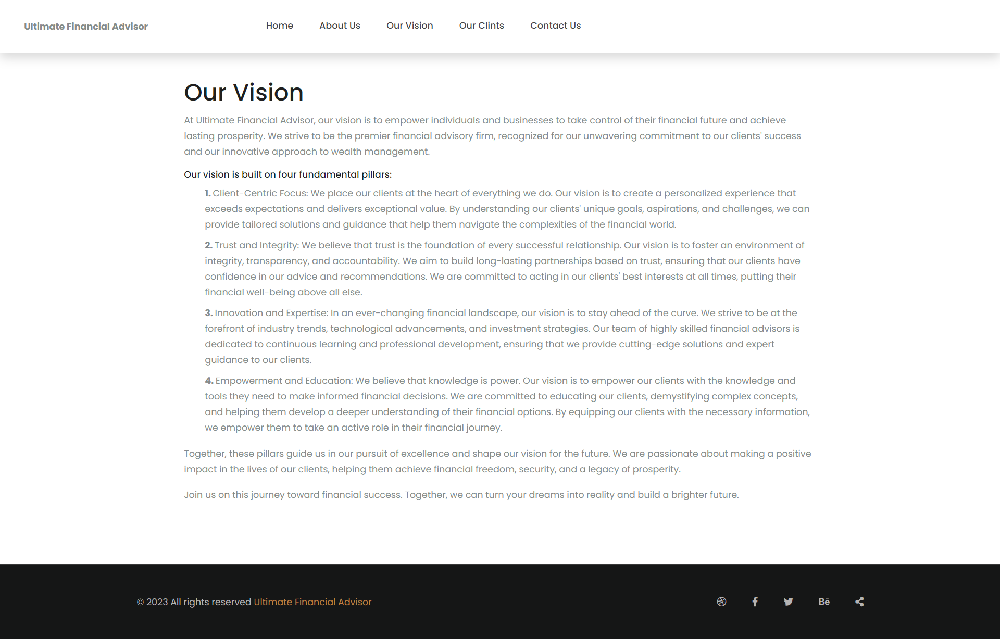 Ultimate Financial Advisor
Home
About Us
Our Vision
Our Clints
Contact Us
Our Vision
At Ultimate Financial Advisor, our vision is to empower individuals and businesses to take control of their financial future and achieve
lasting prosperity. We strive to be the premier financial advisory firm, recognized for our unwavering commitment to our clients' success
and our innovative approach to wealth management.
Our vision is built on four fundamental pillars:
1. Client-Centric Focus: We place our clients at the heart of everything we do. Our vision is to create a personalized experience that
exceeds expectations and delivers exceptional value. By understanding our clients' unique goals, aspirations, and challenges, we can
provide tailored solutions and guidance that help them navigate the complexities of the financial world.
2. Trust and Integrity: We believe that trust is the foundation of every successful relationship. Our vision is to foster an environment of
integrity, transparency, and accountability. We aim to build long-lasting partnerships based on trust, ensuring that our clients have
confidence in our advice and recommendations. We are committed to acting in our clients' best interests at all times, putting their
financial well-being above all else.
3. Innovation and Expertise: In an ever-changing financial landscape, our vision is to stay ahead of the curve. We strive to be at the
forefront of industry trends, technological advancements, and investment strategies. Our team of highly skilled financial advisors is
dedicated to continuous learning and professional development, ensuring that we provide cutting-edge solutions and expert
guidance to our clients.
4. Empowerment and Education: We believe that knowledge is power. Our vision is to empower our clients with the knowledge and
tools they need to make informed financial decisions. We are committed to educating our clients, demystifying complex concepts,
and helping them develop a deeper understanding of their financial options. By equipping our clients with the necessary information,
we empower them to take an active role in their financial journey.
Together, these pillars guide us in our pursuit of excellence and shape our vision for the future. We are passionate about making a positive
impact in the lives of our clients, helping them achieve financial freedom, security, and a legacy of prosperity.
Join us on this journey toward financial success. Together, we can turn your dreams into reality and build a brighter future.
© 2023 All rights reserved Ultimate Financial Advisor